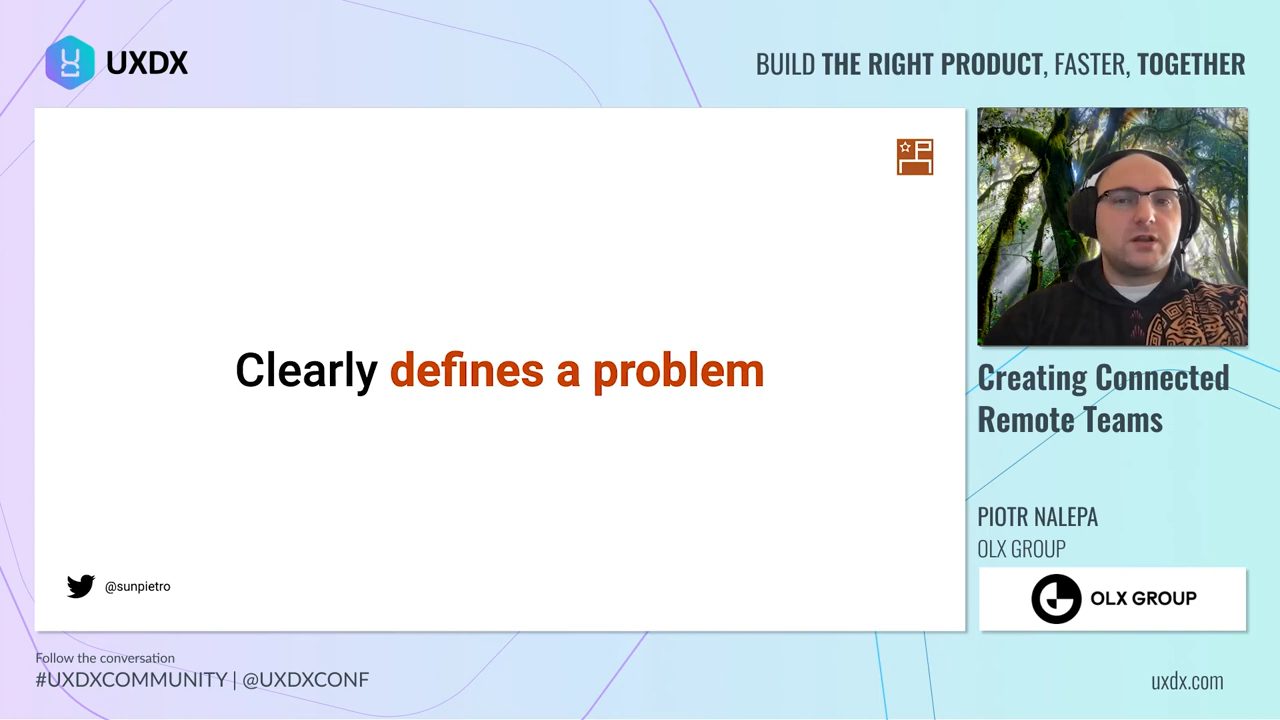 UXDX
BUILD THE RIGHT PRODUCT, FASTER, TOGETHER
Clearly defines a problem
@sunpietro
Creating Connected
Remote Teams
PIOTR NALEPA
OLX GROUP
OLX GROUP
Follow the conversation
#UXDXCOMMUNITY | @UXDXCONF
uxdx.com